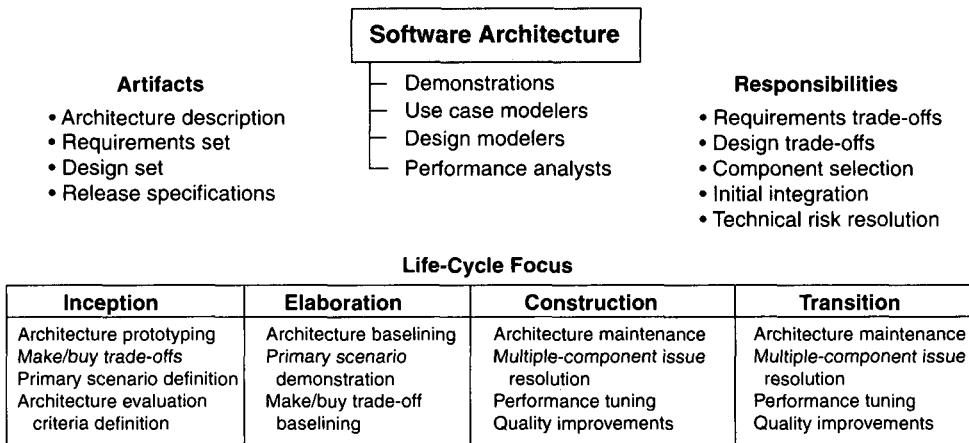 Software Architecture
Artifacts
• Architecture description
• Requirements set
• Design set
• Release specifications
Demonstrations
Use case modelers
Design modelers
Performance analysts
Responsibilities
• Requirements trade-offs
• Design trade-offs
• Component selection
• Initial integration
• Technical risk resolution
Life-Cycle Focus
Inception
Architecture prototyping
Make/buy trade-offs
Primary scenario definition
Architecture evaluation
criteria definition
Elaboration
Architecture baselining
Primary scenario
demonstration
Make/buy trade-off
baselining
Construction
Architecture maintenance
Multiple-component issue
resolution
Performance tuning
Quality improvements
Transition
Architecture maintenance
Multiple-component issue
resolution
Performance tuning
Quality improvements